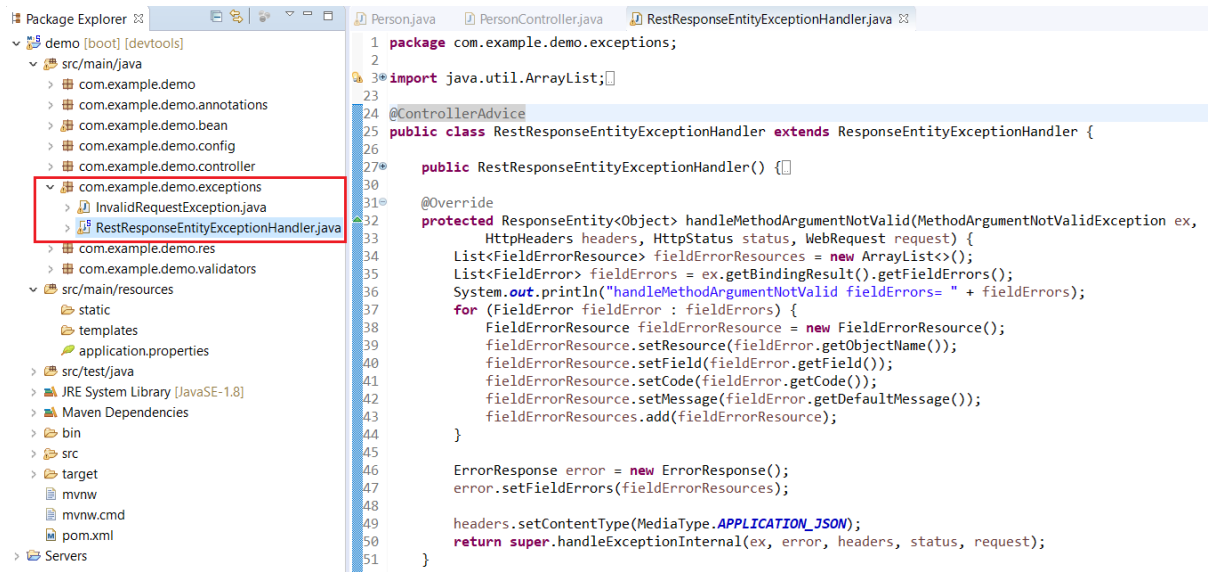 Package Explorer
demo [boot] [devtools]
src/main/java
com.example.demo
com.example.demo.annotations
com.example.demo.bean
com.example.demo.config
com.example.demo.controller
com.example.demo.exceptions
InvalidRequestException.java
RestResponseEntityExceptionHandler.java
com.example.demo.res
com.example.demo.validators
src/main/resources
static
templates
application.properties
src/test/java
JRE System Library [JavaSE-1.8]
Maven Dependencies
bin
src
target
mvnw
mvnw.cmd
pom.xml
Servers
Person.java PersonController.java RestResponseEntityExceptionHandler.java
1 package com.example.demo.exceptions;
2
3 import java.util.ArrayList;
23
24 @ControllerAdvice
25 public class RestResponseEntityExceptionHandler extends ResponseEntityExceptionHandler {
26
27 public RestResponseEntityExceptionHandler() {
30
31 @Override
32 protected ResponseEntity<Object> handleMethodArgumentNotValid(MethodArgumentNotValidException ex,
33 HttpHeaders headers, HttpStatus status, WebRequest request) {
34 List<FieldErrorResource> fieldErrorResources = new ArrayList<>();
35 List<FieldError> fieldErrors = ex.getBindingResult().getFieldErrors();
36 System.out.println("handleMethodArgumentNotValid fieldErrors= " + fieldErrors);
37 for (FieldError fieldError : fieldErrors) {
38 FieldErrorResource fieldErrorResource = new FieldErrorResource();
39 fieldErrorResource.setResource(fieldError.getObjectName());
40 fieldErrorResource.setField(fieldError.getField());
41 fieldErrorResource.setCode(fieldError.getCode());
42 fieldErrorResource.setMessage(fieldError.getDefaultMessage());
43 fieldErrorResources.add(fieldErrorResource);
44 }
45
46 ErrorResponse error = new ErrorResponse();
47 error.setFieldErrors(fieldErrorResources);
48
49 headers.setContentType(MediaType.APPLICATION_JSON);
50 return super.handleExceptionInternal(ex, error, headers, status, request);
51 }